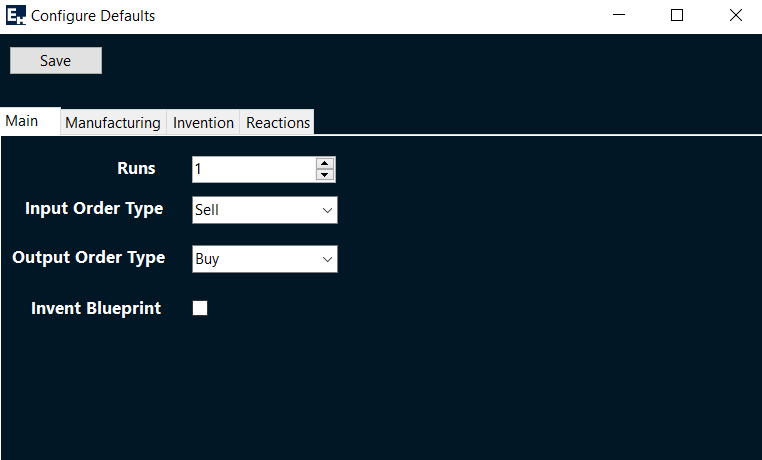 EH Configure Defaults
Save
Main Manufacturing Invention Reactions
Runs 1
Input Order Type Sell
Output Order Type Buy
Invent Blueprint